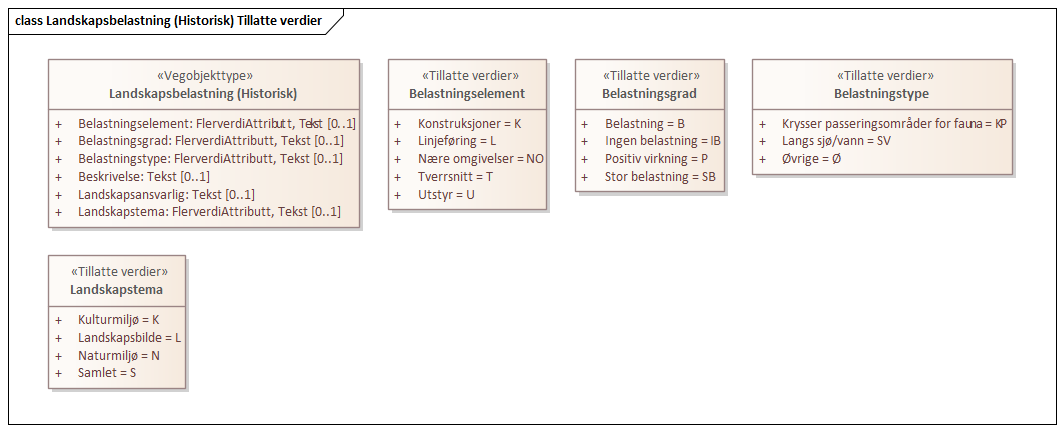 class Landskapsbelastning (Historisk) Tillatte verdier
«Vegobjekttype»
Landskapsbelastning (Historisk)
+ Belastningselement: FlerverdiAttributt, Tekst [0..1]
+ Belastningsgrad: FlerverdiAttributt, Tekst [0..1]
+ Belastningstype: FlerverdiAttributt, Tekst [0..1]
+ Beskrivelse: Tekst [0..1]
+ Landskapsansvarlig: Tekst [0..1]
+ Landskapstema: FlerverdiAttributt, Tekst [0..1]
«Tillatte verdier»
Belastningselement
+ Konstruksjoner = K
+ Linjeføring = L
+ Nære omgivelser = NO
+ Tverrsnitt = T
+ Utstyr = U
«Tillatte verdier»
Belastningsgrad
+ Belastning = B
+ Ingen belastning = IB
+ Positiv virkning = P
+ Stor belastning = SB
«Tillatte verdier»
Belastningstype
+ Krysser passeringsområder for fauna = KP
+ Langs sjø/vann = SV
+ Øvrige = Ø
«Tillatte verdier»
Landskapstema
+ Kulturmiljø = K
+ Landskapsbilde = L
+ Naturmiljø = N
+ Samlet = S